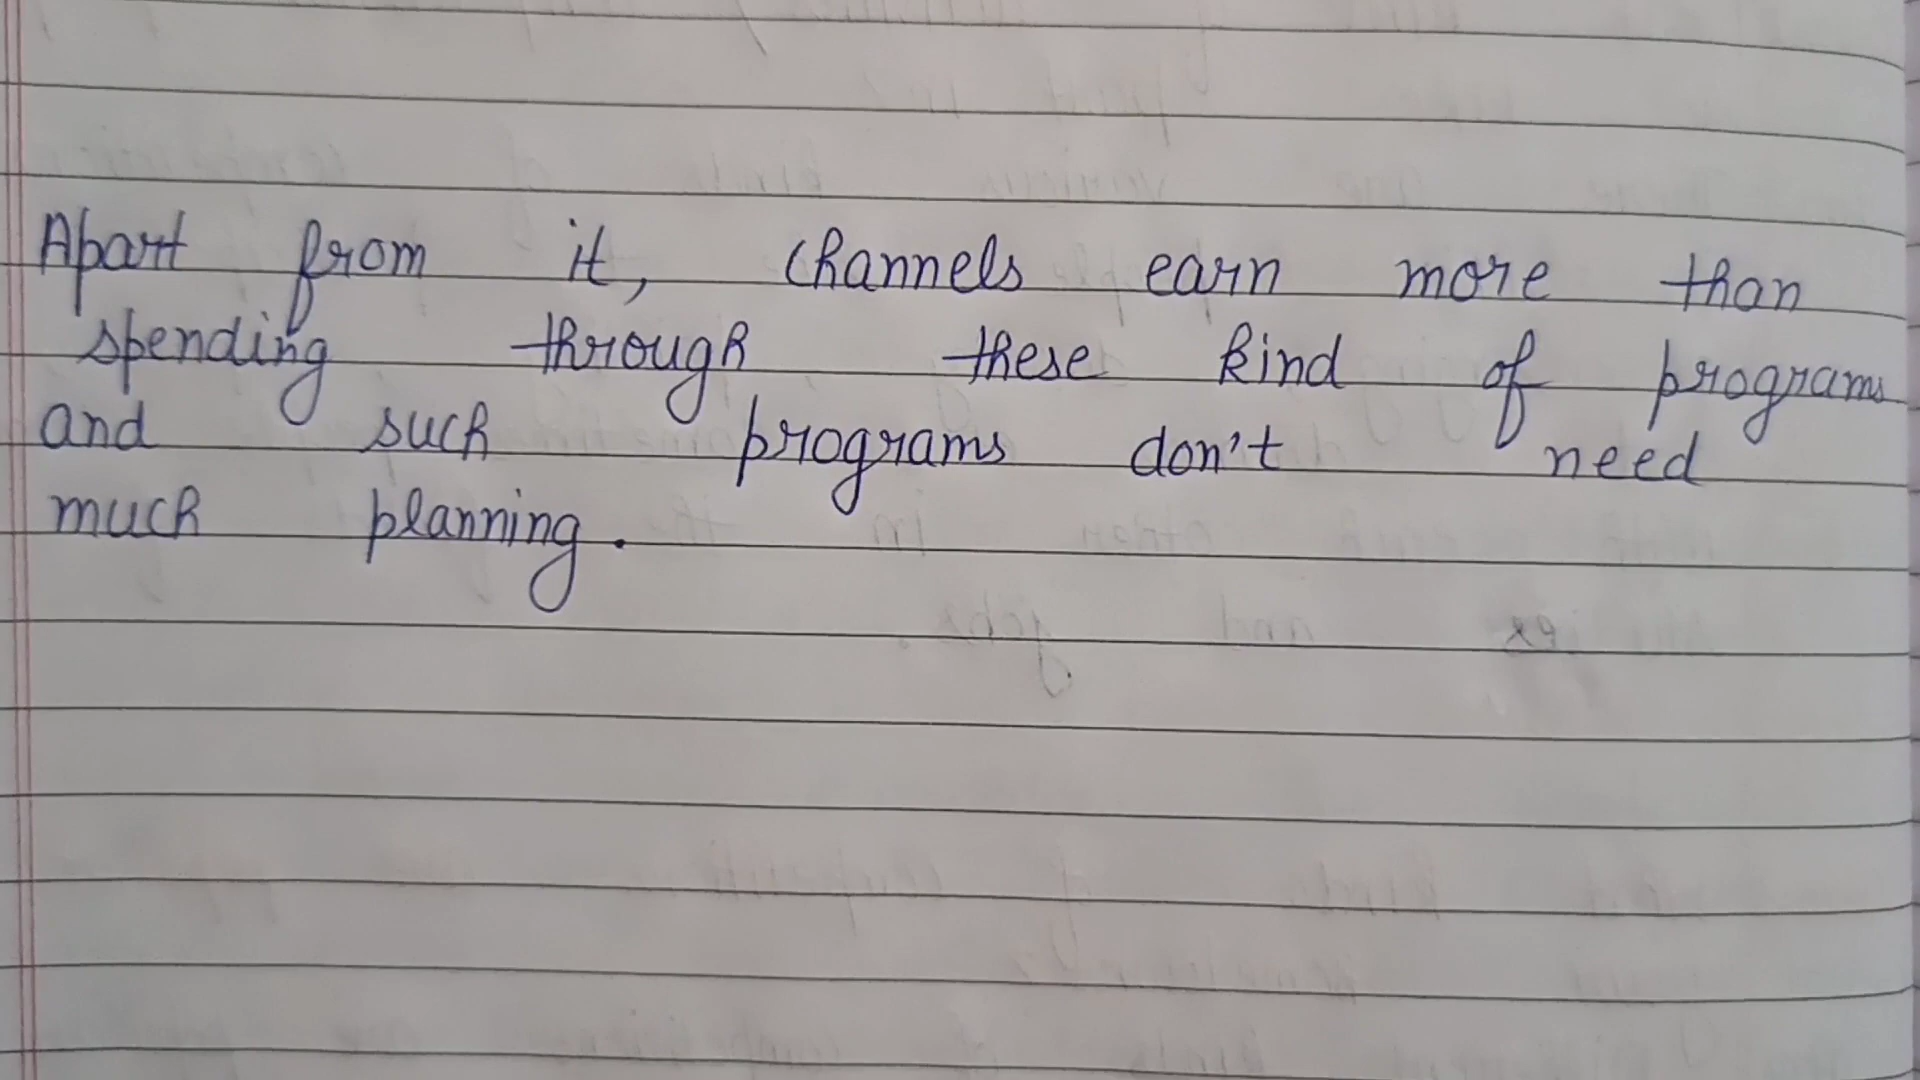 Apart from it, channels earn more than
spending through these kind of programs
and such programs don't need
much planning.